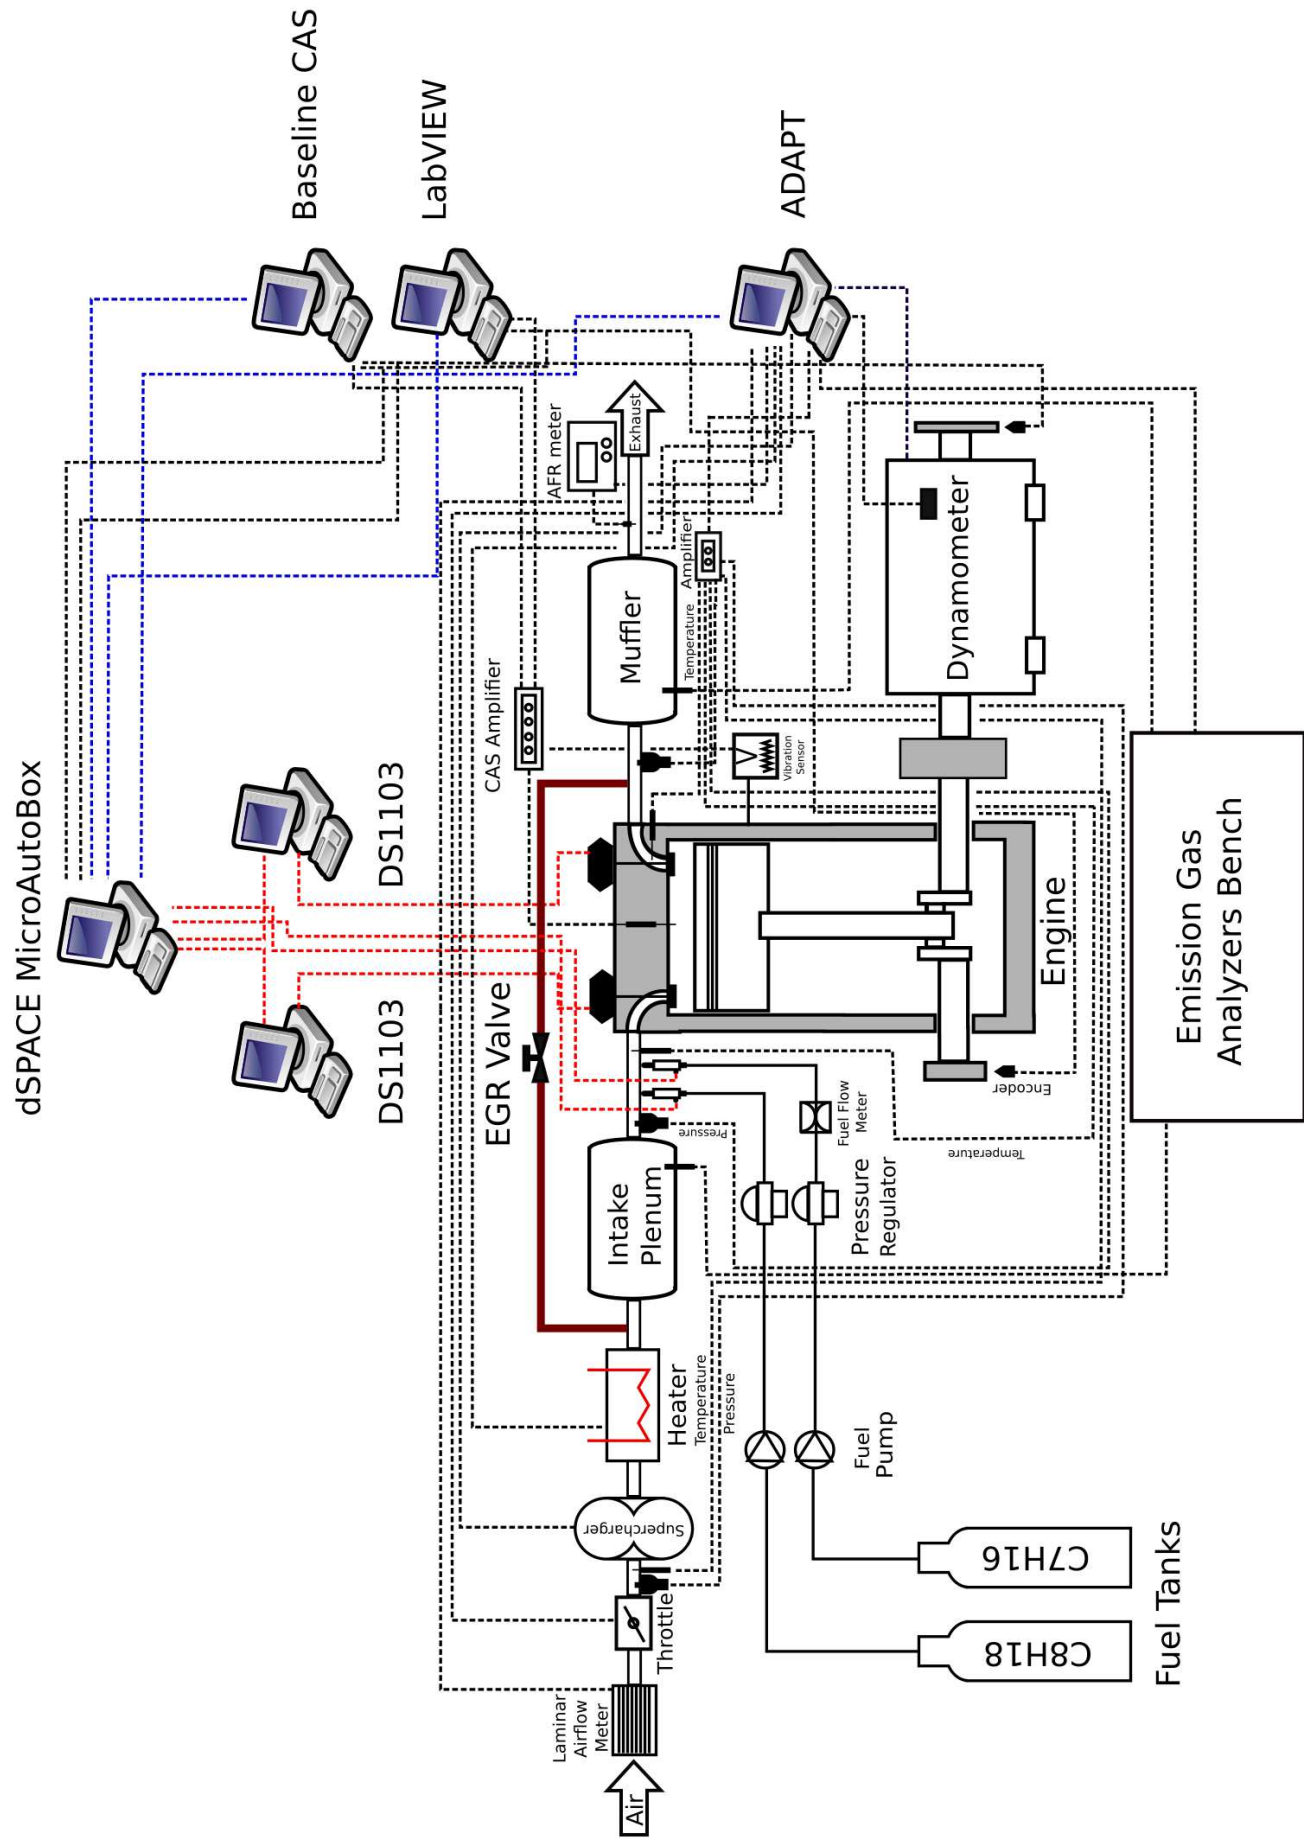 dSPACE MicroAutoBox
Baseline CAS
LabVIEW
DS1103
DS1103
ADAPT
EGR Valve
CAS Amplifier
AFR meter
Exhaust
Air
Laminar
Airflow
Meter
Throttle
Supercharger
Heater
Temperature
Pressure
Intake
Plenum
Pressure
Muffler
Temperature
Amplifier
Vibration
Sensor
Engine
Encoder
Dynamometer
Fuel Flow
Meter
Pressure
Regulator
Temperature
Fuel
Pump
C8H18
C7H16
Fuel Tanks
Emission Gas
Analyzers Bench